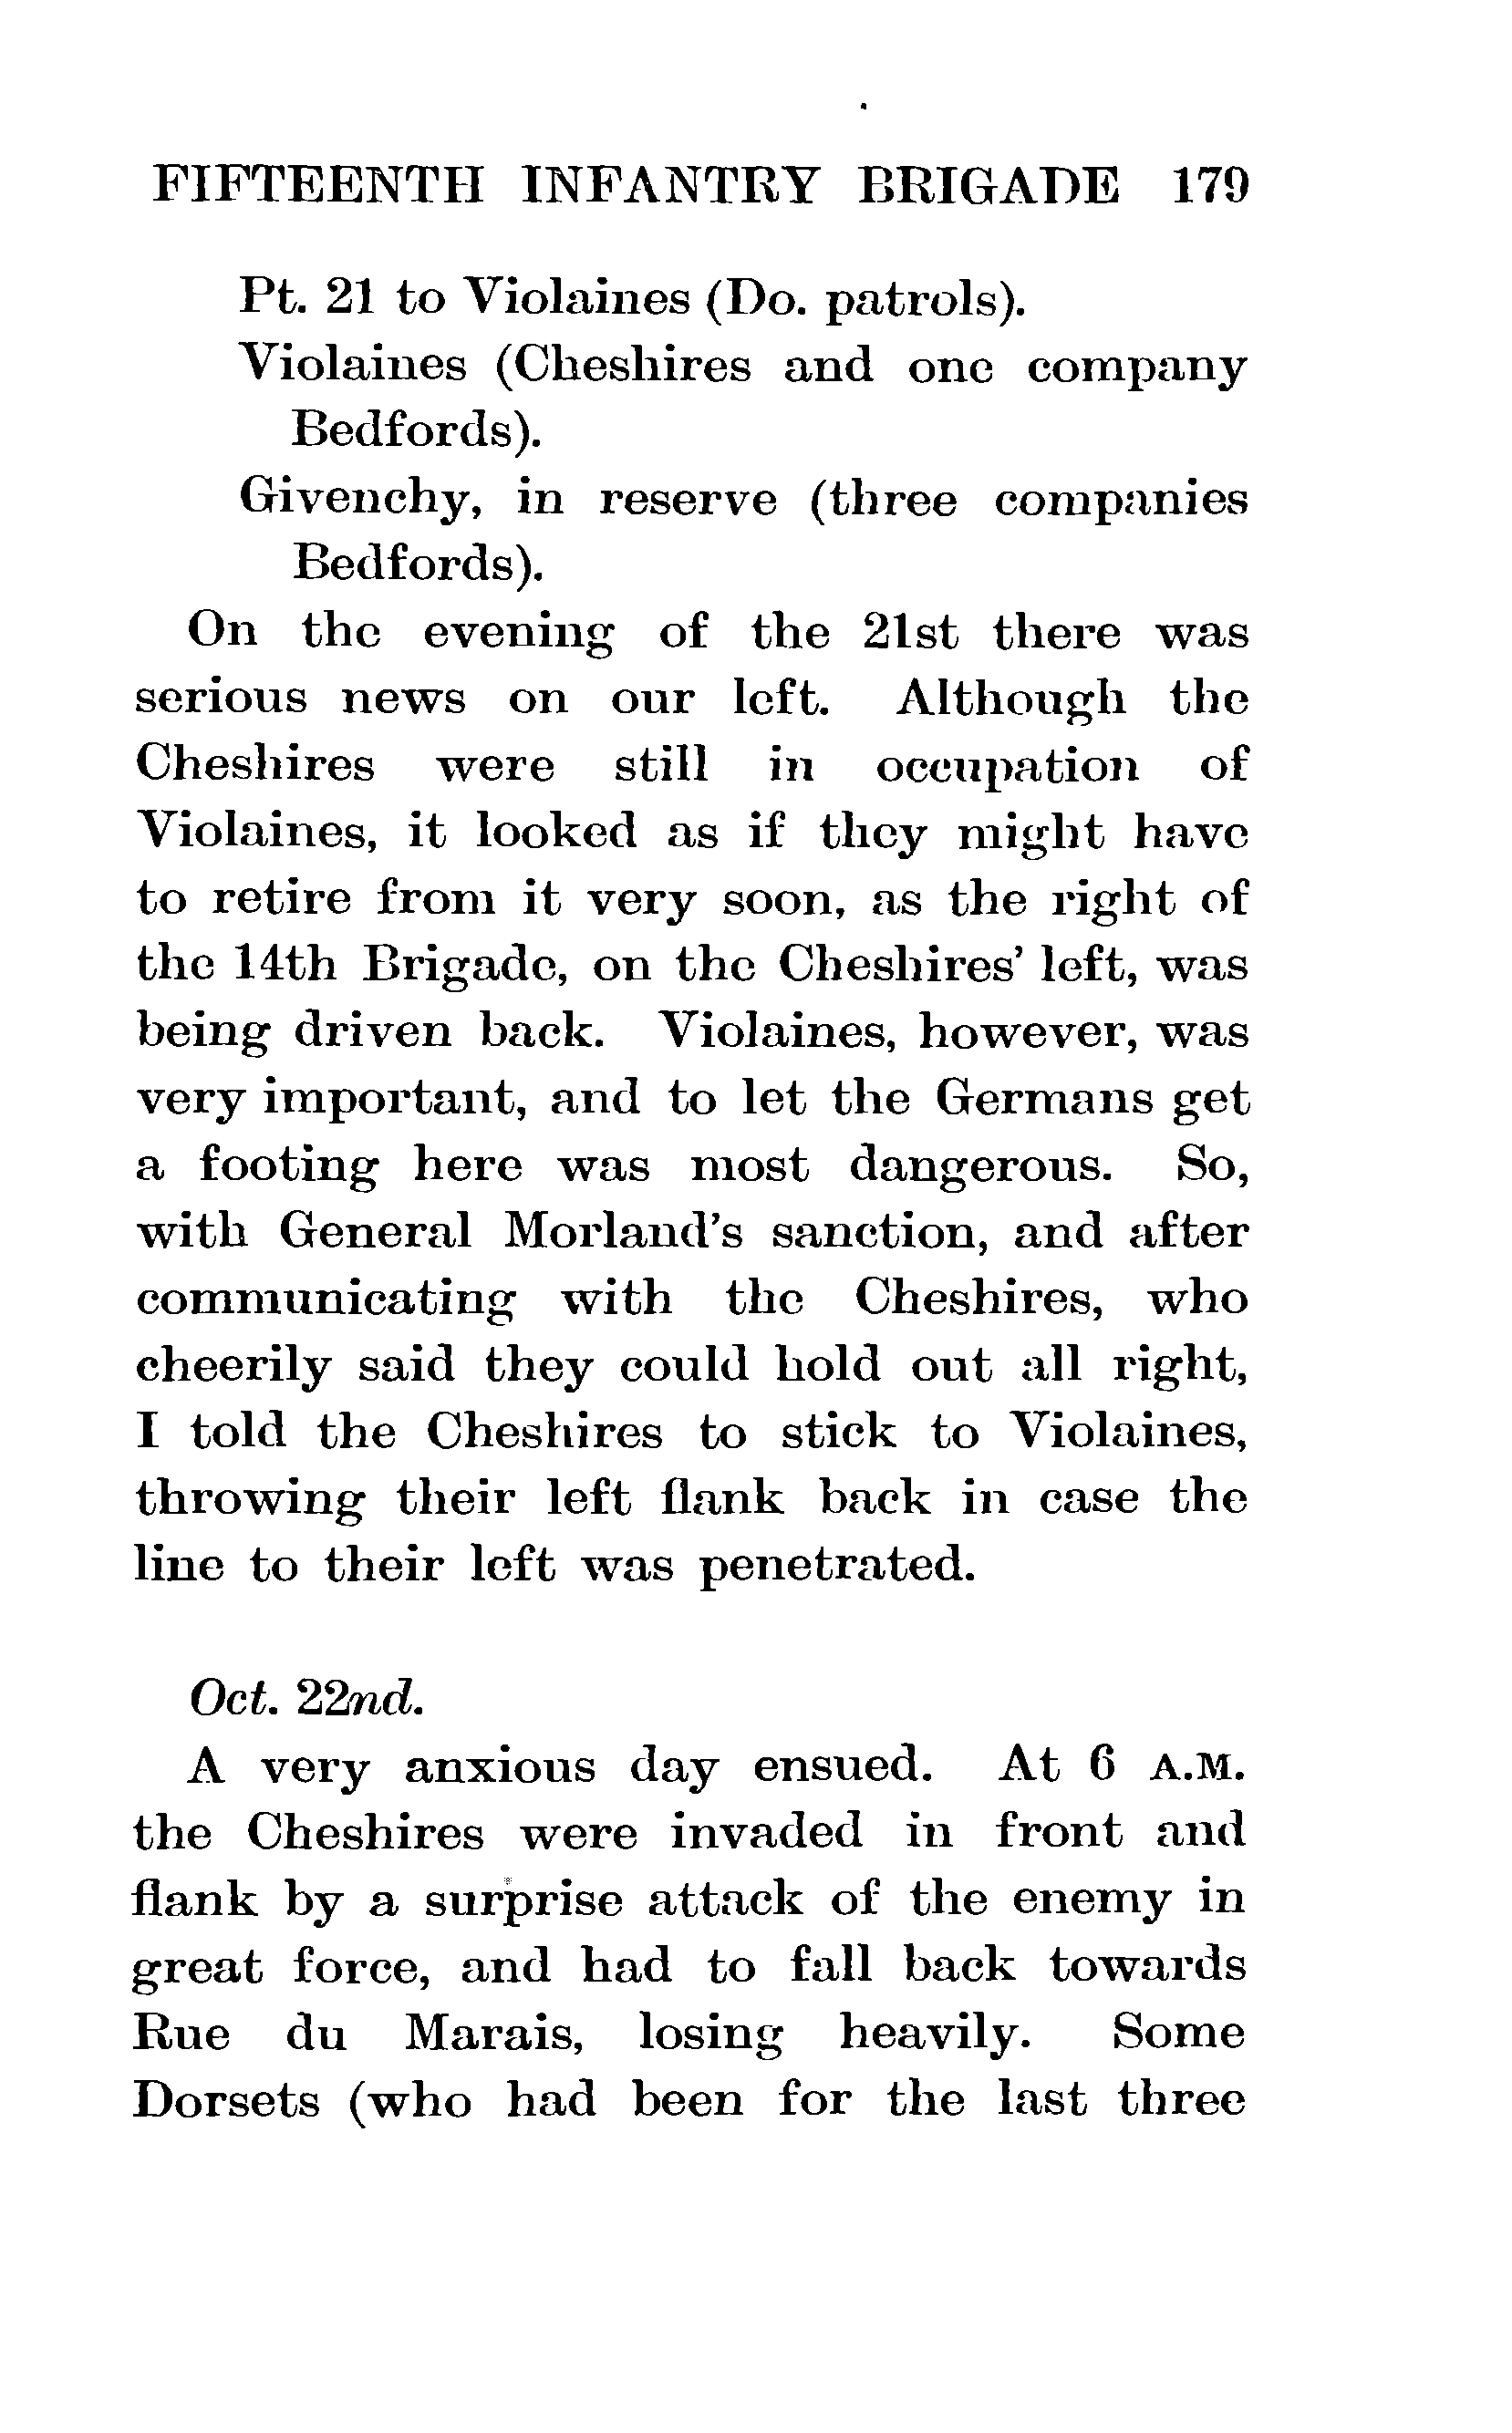 FIFTEENTH INFANTRY BRIGADE 179
Pt. 21 to Violaines (Do. patrols).
Violaines (Cheshires and one company
Bedfords).
Givenchy, in reserve (three companies
Bedfords).
On the evening of the 21st there was
serious news on our left. Although the
Cheshires were still in occupation of
Violaines, it looked as if they might have
to retire from it very soon, as the right of
the 14th Brigade, on the Cheshires' left, was
being driven back. Violaines, however, was
very important, and to let the Germans get
a footing here was most dangerous. So,
with General Morland's sanction, and after
communicating with the Cheshires, who
cheerily said they could hold out all right,
I told the Cheshires to stick to Violaines,
throwing their left flank back in case the
line to their left was penetrated.
Oct. 22nd.
A very anxious day ensued. At 6 A.M.
the Cheshires were invaded in front and
flank by a surprise attack of the enemy in
great force, and had to fall back towards
Rue du Marais, losing heavily. Some
Dorsets (who had been for the last three